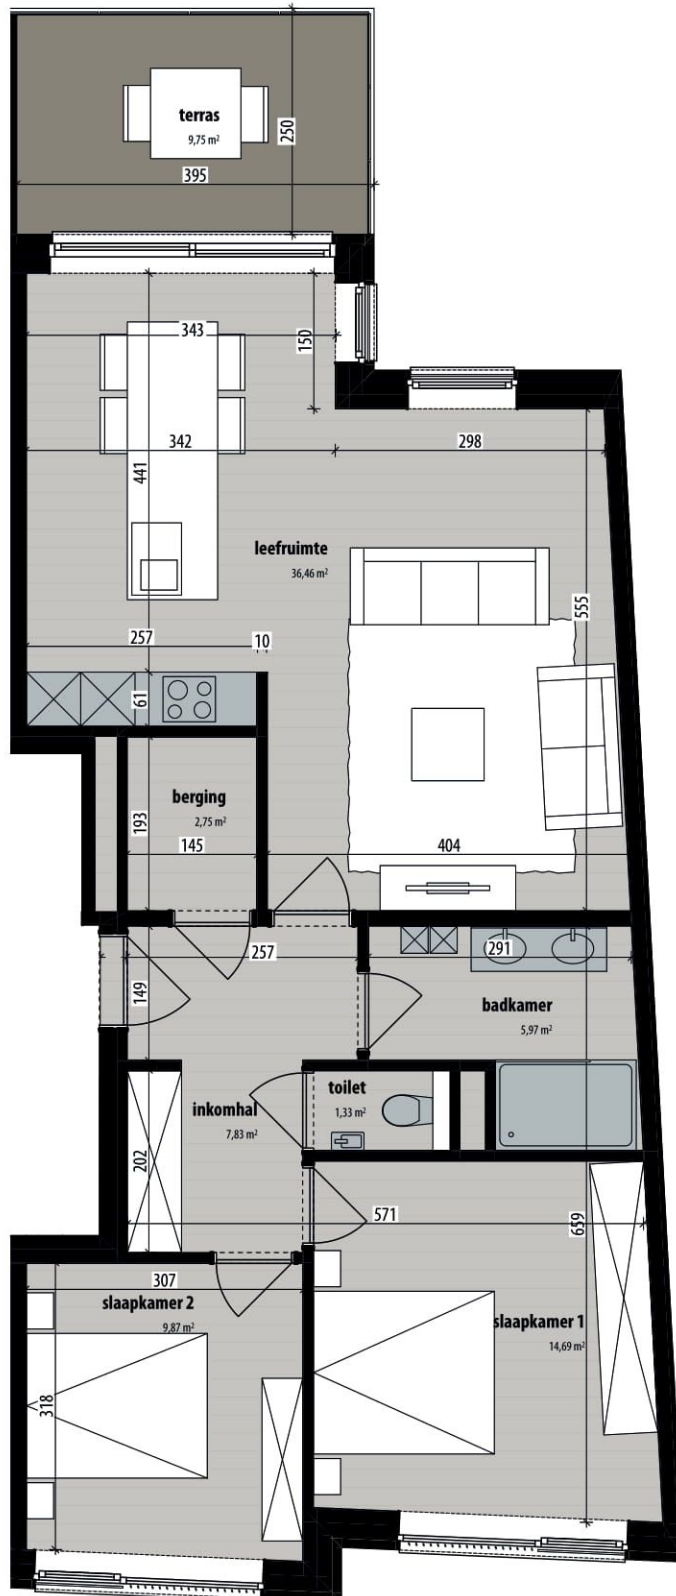 terras
9,75 m²
250
395
343
150
342
298
441
leefruimte
36,46 m²
555
257
10
61
berging
2,75 m²
193
145
404
257
291
149
badkamer
5,97 m²
toilet
1,33 m²
inkomhal
7,83 m²
202
571
659
307
slaapkamer 2
9,87 m²
slaapkamer 1
14,69 m²
318